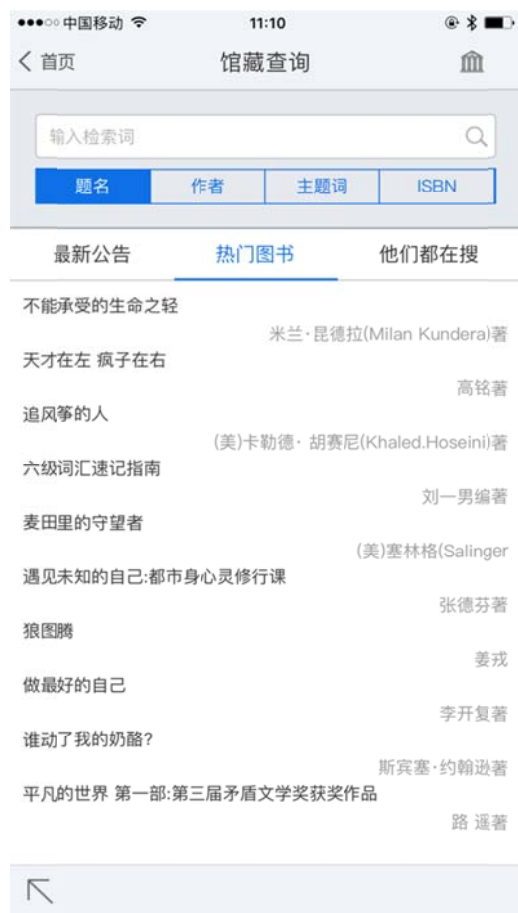 中国移动 11:10
首页 馆藏查询
输入检索词
题名 作者 主题词 ISBN
最新公告 热门图书 他们都在搜
不能承受的生命之轻
米兰·昆德拉(Milan Kundera)著
天才在左 疯子在右
高铭著
追风筝的人
(美)卡勒德· 胡赛尼(Khaled.Hoseini)著
六级词汇速记指南
刘一男编著
麦田里的守望者
(美)塞林格(Salinger
遇见未知的自己:都市身心灵修行课
张德芬著
狼图腾
姜戎
做最好的自己
李开复著
谁动了我的奶酪?
斯宾塞·约翰逊著
平凡的世界 第一部:第三届矛盾文学奖获奖作品
路 遥著